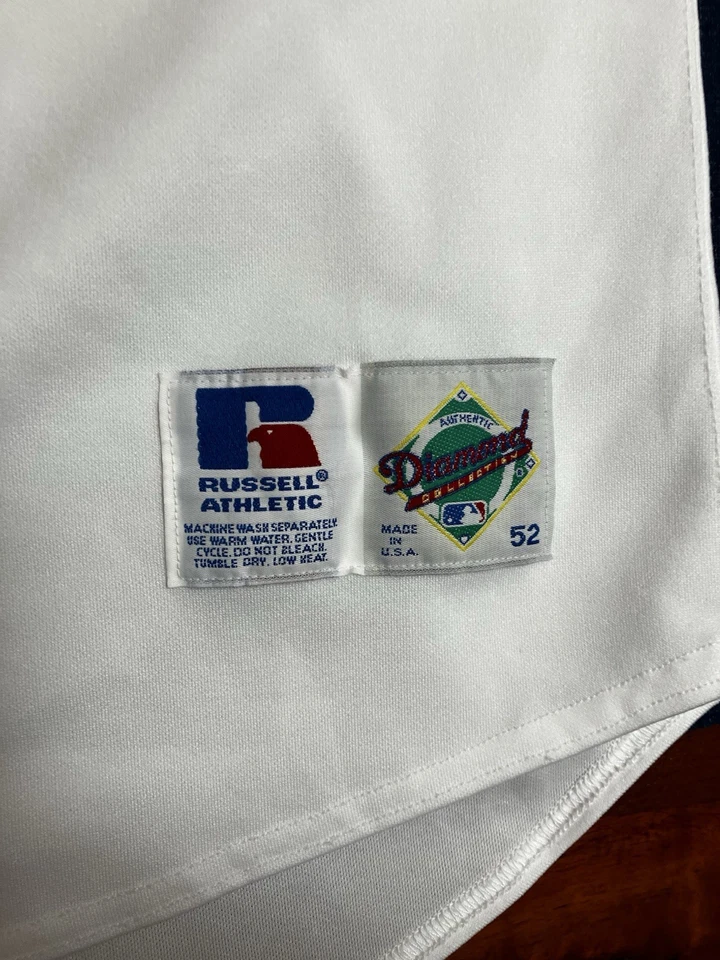 RUSSELL®
ATHLETIC
MACHINE WASH SEPARATELY
USE WARM WATER. GENTLE
CYCLE. DO NOT BLEACH.
TUMBLE DRY. LOW HEAT.
AUTHENTIC
Diamond
COLLECTION
MADE
IN
U.S.A.
52